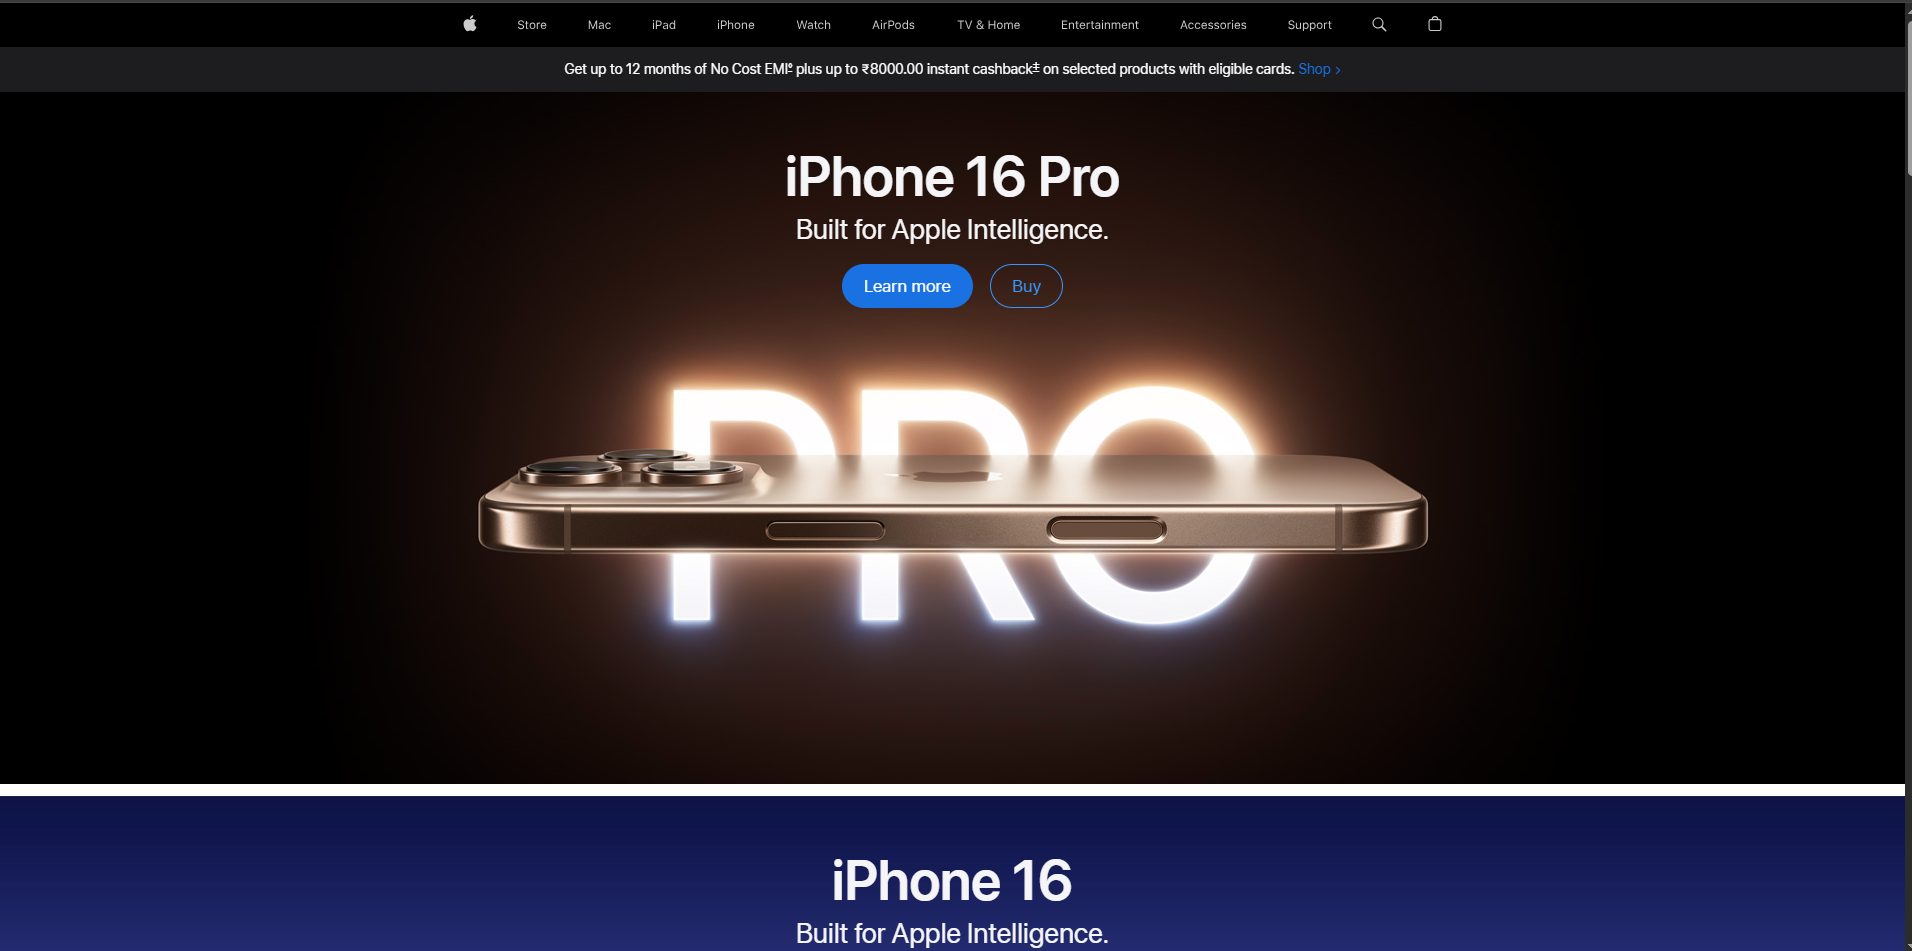 Store Mac iPad iPhone Watch AirPods TV & Home Entertainment Accessories Support
Get up to 12 months of No Cost EMI§ plus up to ₹8000.00 instant cashback± on selected products with eligible cards. Shop >
iPhone 16 Pro
Built for Apple Intelligence.
Learn more Buy
PRO
iPhone 16
Built for Apple Intelligence.